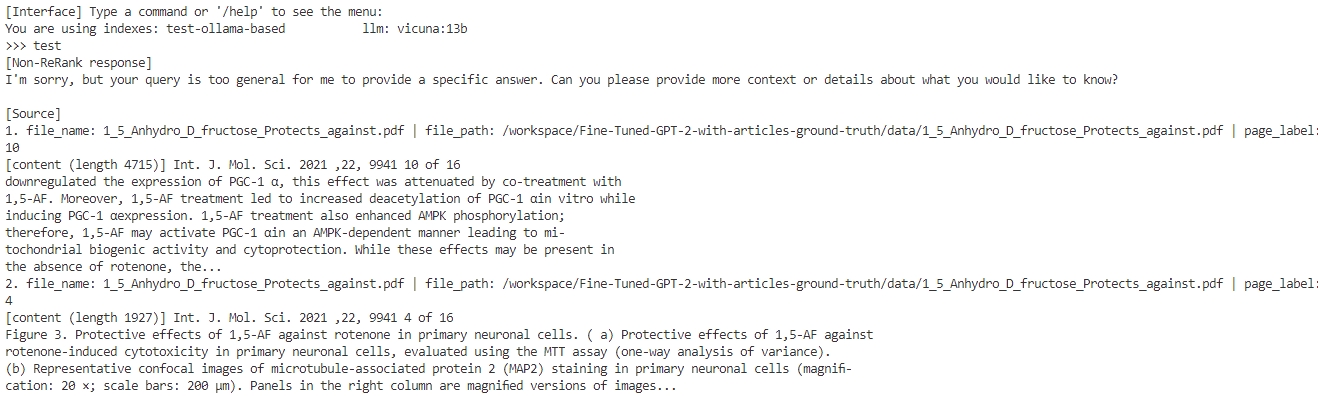 [Interface] Type a command or '/help' to see the menu:
You are using indexes: test-ollama-based          llm: vicuna:13b
>>> test
[Non-ReRank response]
I'm sorry, but your query is too general for me to provide a specific answer. Can you please provide more context or details about what you would like to know?

[Source]
1. file_name: 1_5_Anhydro_D_fructose_Protects_against.pdf | file_path: /workspace/Fine-Tuned-GPT-2-with-articles-ground-truth/data/1_5_Anhydro_D_fructose_Protects_against.pdf | page_label:
10
[content (length 4715)] Int. J. Mol. Sci. 2021 ,22, 9941 10 of 16
downregulated the expression of PGC-1 α, this effect was attenuated by co-treatment with
1,5-AF. Moreover, 1,5-AF treatment led to increased deacetylation of PGC-1 αin vitro while
inducing PGC-1 αexpression. 1,5-AF treatment also enhanced AMPK phosphorylation;
therefore, 1,5-AF may activate PGC-1 αin an AMPK-dependent manner leading to mi-
tochondrial biogenic activity and cytoprotection. While these effects may be present in
the absence of rotenone, the...
2. file_name: 1_5_Anhydro_D_fructose_Protects_against.pdf | file_path: /workspace/Fine-Tuned-GPT-2-with-articles-ground-truth/data/1_5_Anhydro_D_fructose_Protects_against.pdf | page_label:
4
[content (length 1927)] Int. J. Mol. Sci. 2021 ,22, 9941 4 of 16
Figure 3. Protective effects of 1,5-AF against rotenone in primary neuronal cells. ( a) Protective effects of 1,5-AF against
rotenone-induced cytotoxicity in primary neuronal cells, evaluated using the MTT assay (one-way analysis of variance).
(b) Representative confocal images of microtubule-associated protein 2 (MAP2) staining in primary neuronal cells (magnifi-
cation: 20 ×; scale bars: 200 µm). Panels in the right column are magnified versions of images...